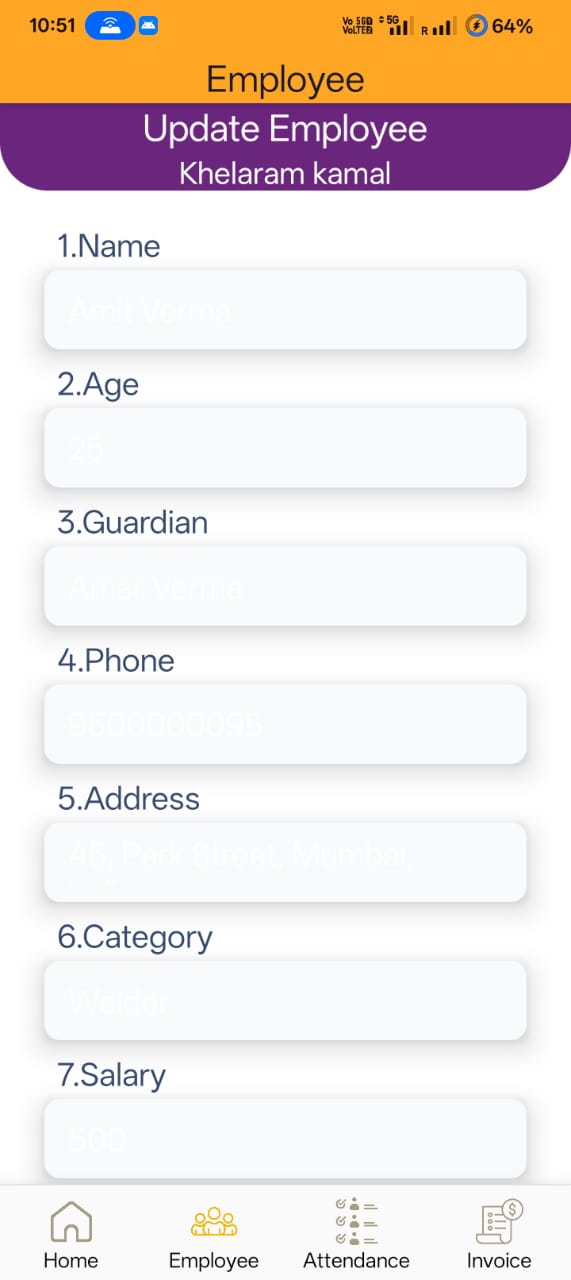 10:51
Vo 5G VoLTE 5G R 64%
Employee
Update Employee
Khelaram kamal
1.Name
Amit Verma
2.Age
25
3.Guardian
Amar Verma
4.Phone
9500000095
5.Address
45, Park Street, Mumbai,
6.Category
Welder
7.Salary
500
Home Employee Attendance Invoice